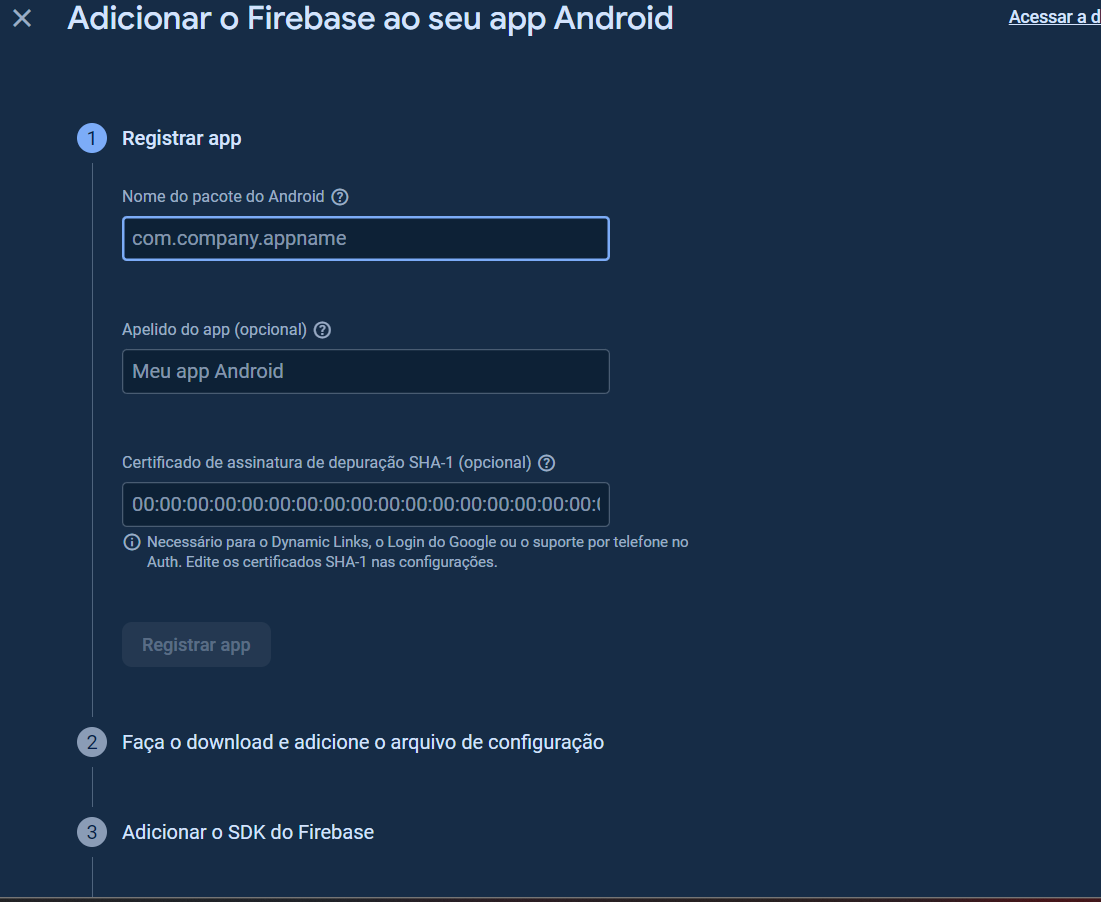 Adicionar o Firebase ao seu app Android
Acessar a d
1 Registrar app
Nome do pacote do Android ?
com.company.appname
Apelido do app (opcional) ?
Meu app Android
Certificado de assinatura de depuração SHA-1 (opcional) ?
00:00:00:00:00:00:00:00:00:00:00:00:00:00:00:00:00:
Necessário para o Dynamic Links, o Login do Google ou o suporte por telefone no
Auth. Edite os certificados SHA-1 nas configurações.
Registrar app
2 Faça o download e adicione o arquivo de configuração
3 Adicionar o SDK do Firebase